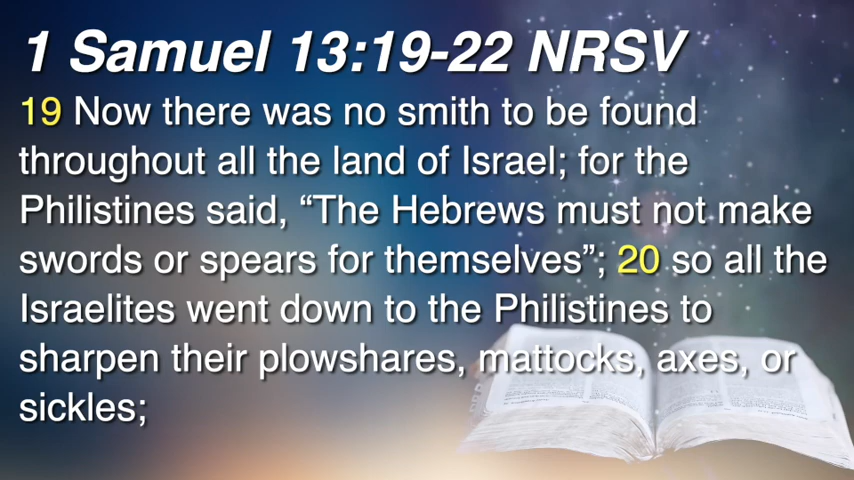 1 Samuel 13:19-22 NRSV
19 Now there was no smith to be found
throughout all the land of Israel; for the
Philistines said, “The Hebrews must not make
swords or spears for themselves”; 20 so all the
Israelites went down to the Philistines to
sharpen their plowshares, mattocks, axes, or
sickles;